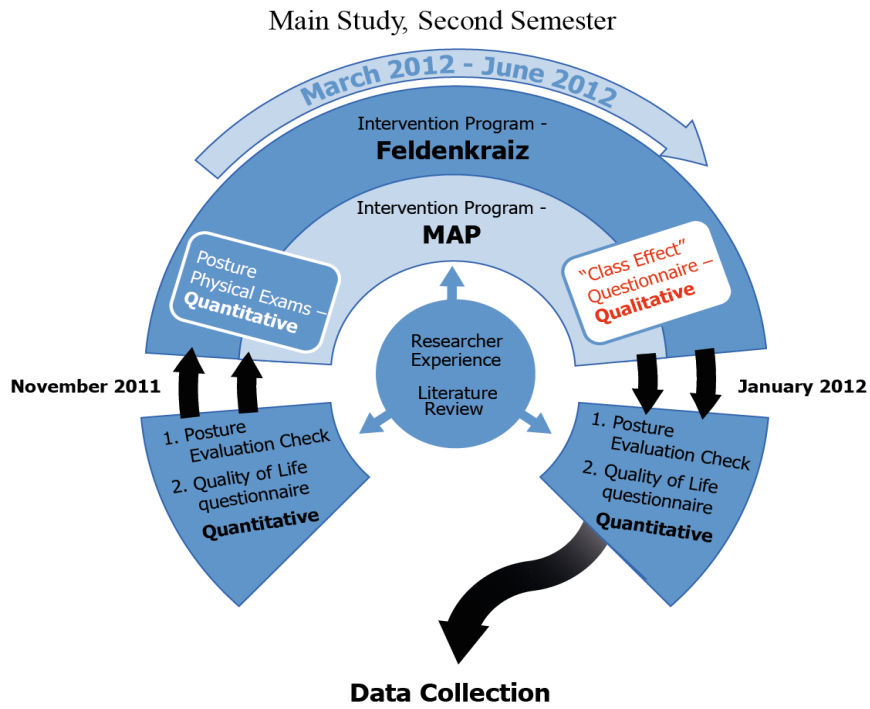 Main Study, Second Semester
March 2012 - June 2012
Intervention Program -
Feldenkraiz
Intervention Program -
MAP
Posture
Physical Exams –
Quantitative
“Class Effect”
Questionnaire –
Qualitative
Researcher
Experience
Literature
Review
November 2011
January 2012
1. Posture
Evaluation Check
2. Quality of Life
questionnaire
Quantitative
1. Posture
Evaluation Check
2. Quality of Life
questionnaire
Quantitative
Data Collection